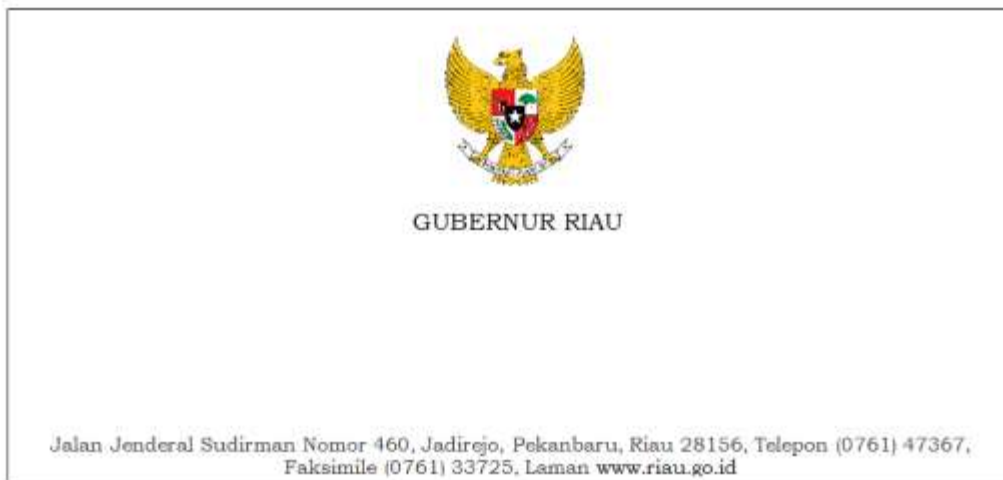 GUBERNUR RIAU
Jalan Jenderal Sudirman Nomor 460, Jadirejo, Pekanbaru, Riau 28156, Telepon (0761) 47367,
Faksimile (0761) 33725, Laman www.riau.go.id